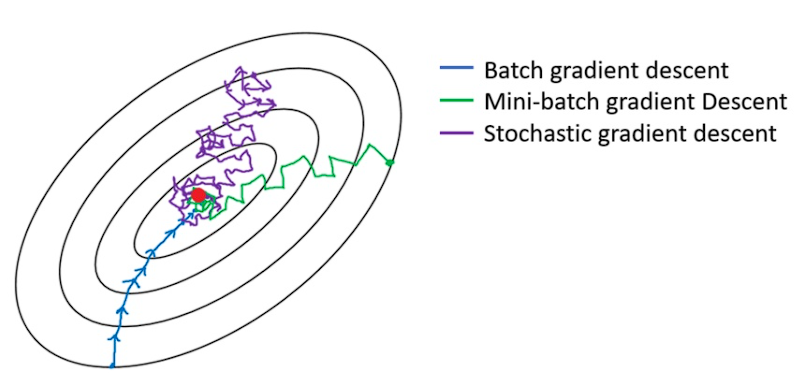 Batch gradient descent
Mini-batch gradient Descent
Stochastic gradient descent